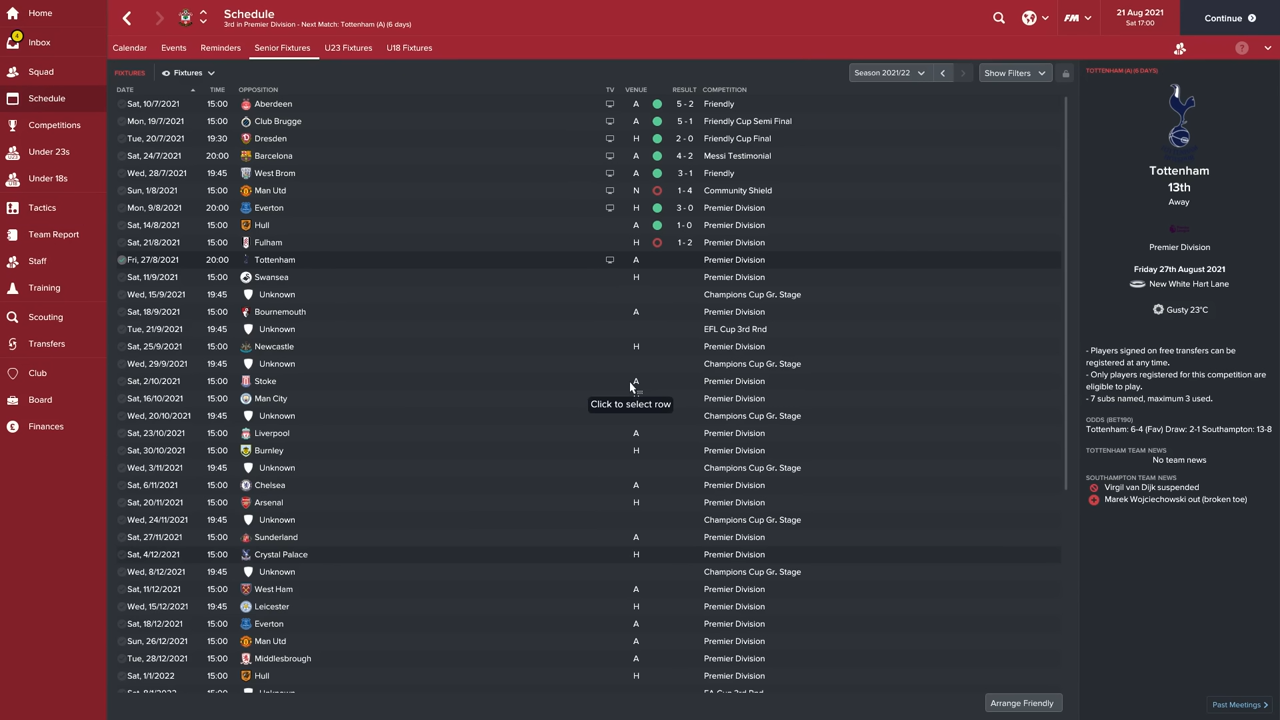 Home
Inbox
4
Squad
Schedule
Competitions
Under 23s
Under 18s
Tactics
Team Report
Staff
Training
Scouting
Transfers
Club
Board
Finances
Schedule
3rd in Premier Division - Next Match: Tottenham (A) (6 days)
FM
21 Aug 2021
Sat 17:00
Continue
Calendar Events Reminders Senior Fixtures U23 Fixtures U18 Fixtures
?
FIXTURES Fixtures Season 2021/22 Show Filters
DATE TIME OPPOSITION TV VENUE RESULT COMPETITION
Sat, 10/7/2021 15:00 Aberdeen A 5 - 2 Friendly
Mon, 19/7/2021 15:00 Club Brugge A 5 - 1 Friendly Cup Semi Final
Tue, 20/7/2021 19:30 Dresden H 2 - 0 Friendly Cup Final
Sat, 24/7/2021 20:00 Barcelona A 4 - 2 Messi Testimonial
Wed, 28/7/2021 19:45 West Brom A 3 - 1 Friendly
Sun, 1/8/2021 15:00 Man Utd N 1 - 4 Community Shield
Mon, 9/8/2021 20:00 Everton H 3 - 0 Premier Division
Sat, 14/8/2021 15:00 Hull A 1 - 0 Premier Division
Sat, 21/8/2021 15:00 Fulham H 1 - 2 Premier Division
Fri, 27/8/2021 20:00 Tottenham A Premier Division
Sat, 11/9/2021 15:00 Swansea H Premier Division
Wed, 15/9/2021 19:45 Unknown Champions Cup Gr. Stage
Sat, 18/9/2021 15:00 Bournemouth A Premier Division
Tue, 21/9/2021 19:45 Unknown EFL Cup 3rd Rnd
Sat, 25/9/2021 15:00 Newcastle H Premier Division
Wed, 29/9/2021 19:45 Unknown Champions Cup Gr. Stage
Sat, 2/10/2021 15:00 Stoke A Premier Division
Sat, 16/10/2021 15:00 Man City Premier Division
Click to select row
Wed, 20/10/2021 19:45 Unknown Champions Cup Gr. Stage
Sat, 23/10/2021 15:00 Liverpool A Premier Division
Sat, 30/10/2021 15:00 Burnley H Premier Division
Wed, 3/11/2021 19:45 Unknown Champions Cup Gr. Stage
Sat, 6/11/2021 15:00 Chelsea A Premier Division
Sat, 20/11/2021 15:00 Arsenal H Premier Division
Wed, 24/11/2021 19:45 Unknown Champions Cup Gr. Stage
Sat, 27/11/2021 15:00 Sunderland A Premier Division
Sat, 4/12/2021 15:00 Crystal Palace H Premier Division
Wed, 8/12/2021 19:45 Unknown Champions Cup Gr. Stage
Sat, 11/12/2021 15:00 West Ham A Premier Division
Wed, 15/12/2021 19:45 Leicester H Premier Division
Sat, 18/12/2021 15:00 Everton A Premier Division
Sun, 26/12/2021 15:00 Man Utd A Premier Division
Tue, 28/12/2021 15:00 Middlesbrough A Premier Division
Sat, 1/1/2022 15:00 Hull H Premier Division
Sat, 8/1/2022 15:00 Unknown FA Cup 3rd Rnd
Arrange Friendly
TOTTENHAM (A) (6 DAYS)
Tottenham
13th
Away
Premier Division
Friday 27th August 2021
New White Hart Lane
Gusty 23°C
- Players signed on free transfers can be
registered at any time.
- Only players registered for this competition are
eligible to play.
- 7 subs named, maximum 3 used.
ODDS (BET190)
Tottenham: 6-4 (Fav) Draw: 2-1 Southampton: 13-8
TOTTENHAM TEAM NEWS
No team news
SOUTHAMPTON TEAM NEWS
Virgil van Dijk suspended
Marek Wojciechowski out (broken toe)
Past Meetings